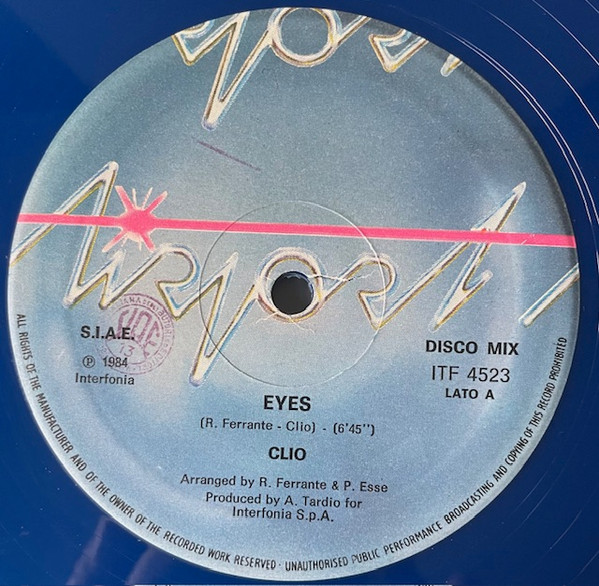 Airport
S.I.A.E.
℗ 1984
Interfonia
DISCO MIX
ITF 4523
LATO A
EYES
(R. Ferrante - Clio) - (6'45'')
CLIO
Arranged by R. Ferrante & P. Esse
Produced by A. Tardio for
Interfonia S.p.A.
ALL RIGHTS OF THE MANUFACTURER AND OF THE OWNER OF THE RECORDED WORK RESERVED · UNAUTHORISED PUBLIC PERFORMANCE BROADCASTING AND COPYING OF THIS RECORD PROHIBITED